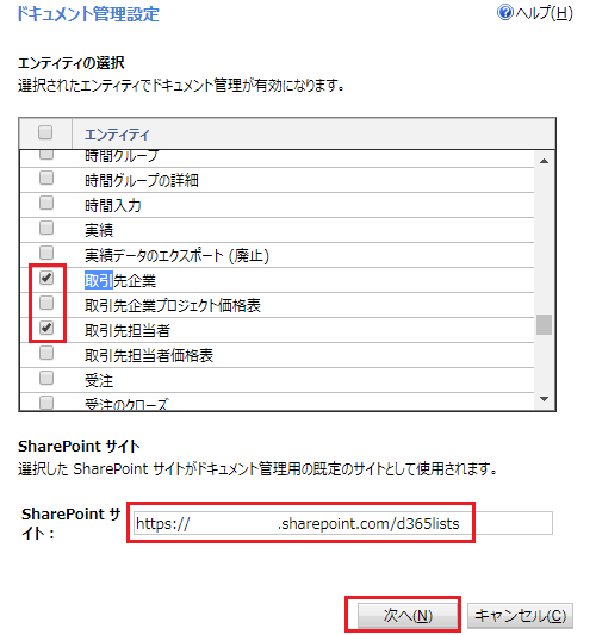 ドキュメント管理設定
ヘルプ(H)
エンティティの選択
選択されたエンティティでドキュメント管理が有効になります。
エンティティ
時間グループ
時間グループの詳細
時間入力
実績
実績データのエクスポート (廃止)
取引先企業
取引先企業プロジェクト価格表
取引先担当者
取引先担当者価格表
受注
受注のクローズ
SharePoint サイト
選択した SharePoint サイトがドキュメント管理用の既定のサイトとして使用されます。
SharePoint サ
イト：
https:// .sharepoint.com/d365lists
次へ(N)
キャンセル(C)